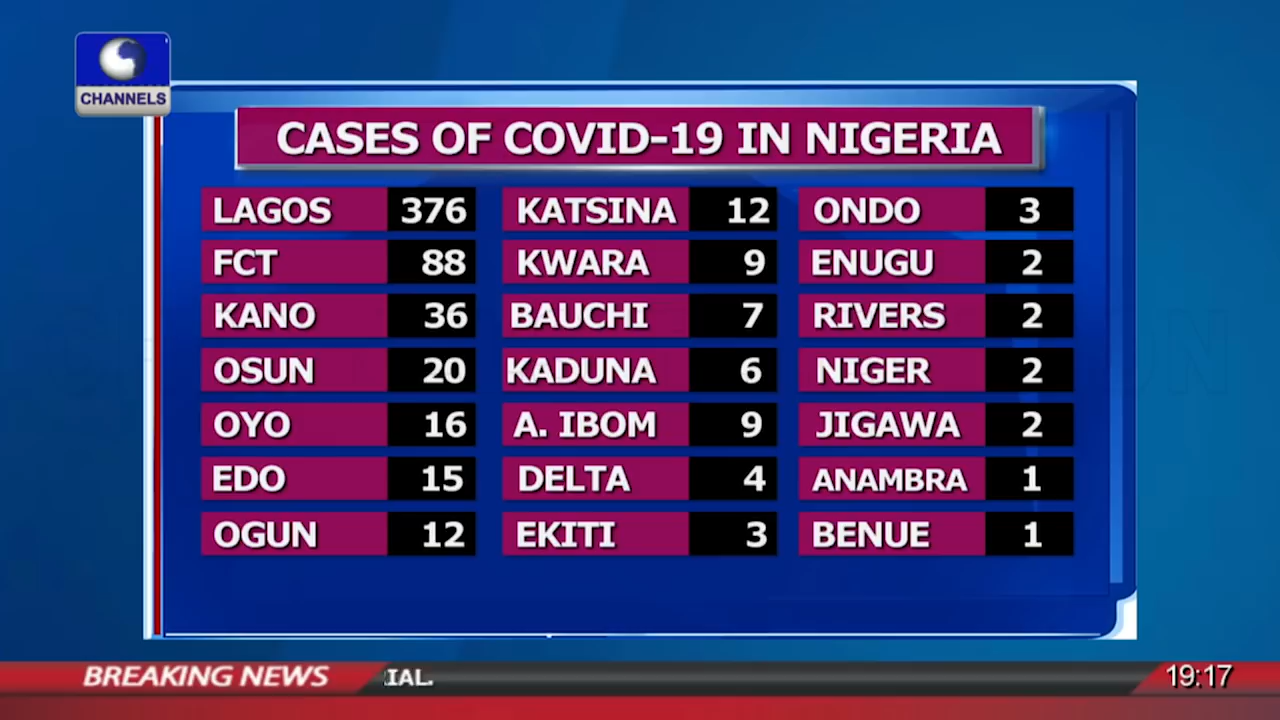 CHANNELS
CASES OF COVID-19 IN NIGERIA
LAGOS 376 KATSINA 12 ONDO 3
FCT 88 KWARA 9 ENUGU 2
KANO 36 BAUCHI 7 RIVERS 2
OSUN 20 KADUNA 6 NIGER 2
OYO 16 A. IBOM 9 JIGAWA 2
EDO 15 DELTA 4 ANAMBRA 1
OGUN 12 EKITI 3 BENUE 1
BREAKING NEWS IAL. 19:17